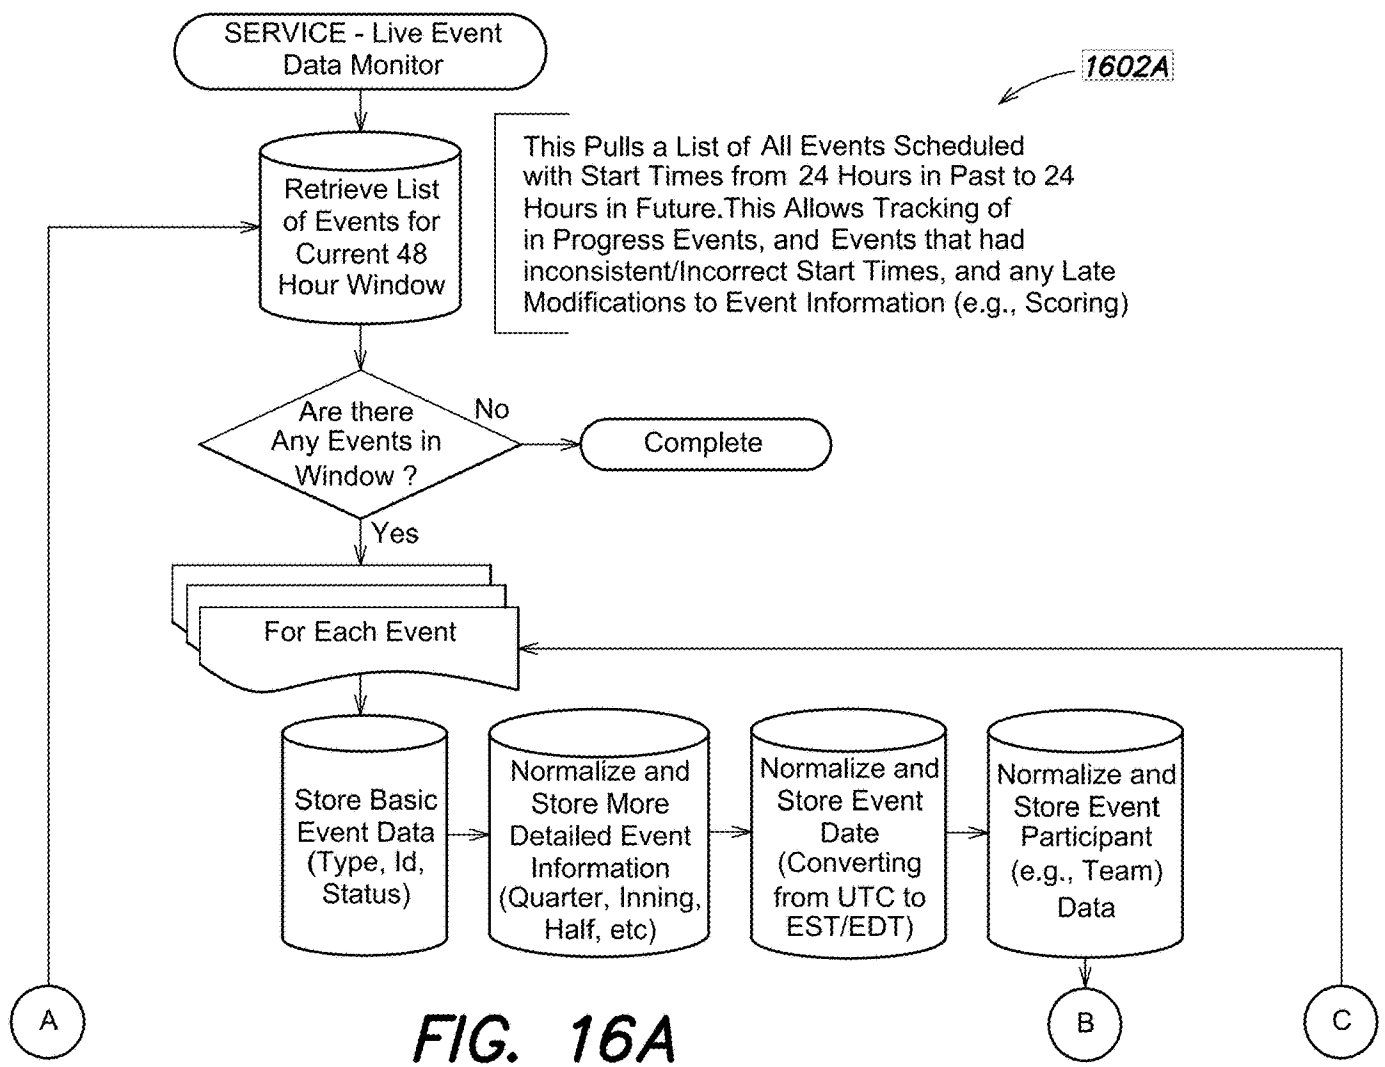 SERVICE - Live Event
Data Monitor
1602A
This Pulls a List of All Events Scheduled
with Start Times from 24 Hours in Past to 24
Hours in Future.This Allows Tracking of
in Progress Events, and Events that had
inconsistent/Incorrect Start Times, and any Late
Modifications to Event Information (e.g., Scoring)
Retrieve List
of Events for
Current 48
Hour Window
Are there
Any Events in
Window ?
No
Complete
Yes
For Each Event
Store Basic
Event Data
(Type, Id,
Status)
Normalize and
Store More
Detailed Event
Information
(Quarter, Inning,
Half, etc)
Normalize and
Store Event
Date
(Converting
from UTC to
EST/EDT)
Normalize and
Store Event
Participant
(e.g., Team)
Data
A
B
C
FIG. 16A